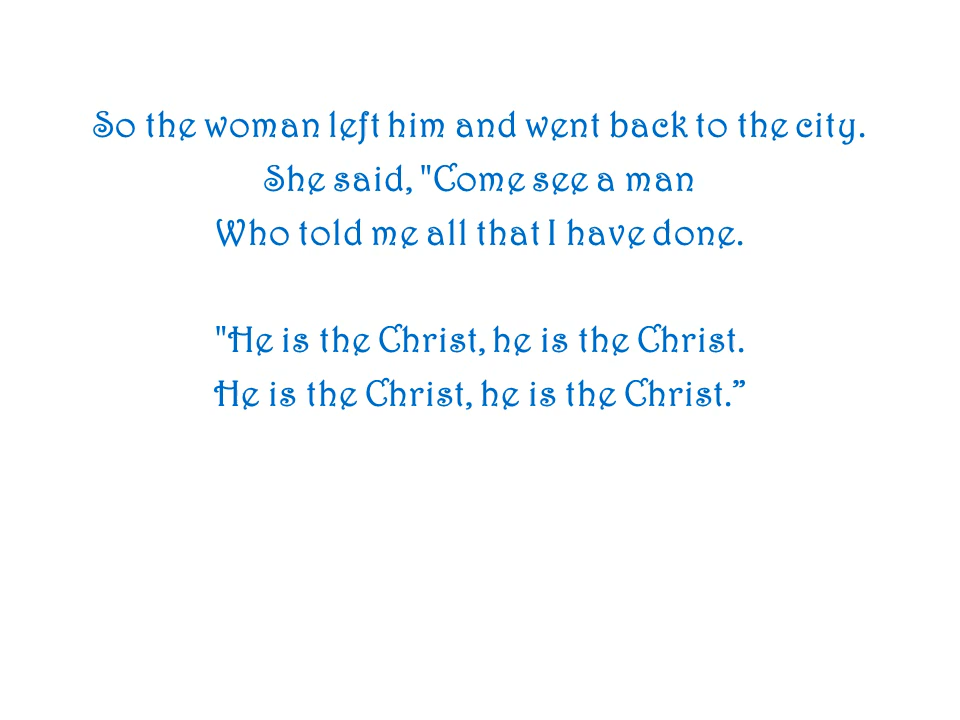 So the woman left him and went back to the city.
She said, "Come see a man
Who told me all that I have done.
"He is the Christ, he is the Christ.
He is the Christ, he is the Christ.”